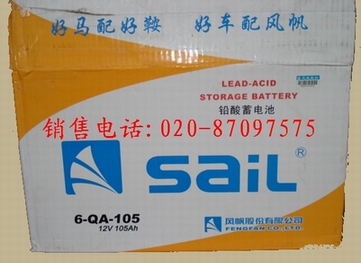 好马配好鞍 好车配风帆
LEAD-ACID
STORAGE BATTERY
铅酸蓄电池
销售电话: 020-87097575
SaiL®
6-QA-105
12V 105Ah
风帆股份有限公司
FENGFAN CO.,LTD.